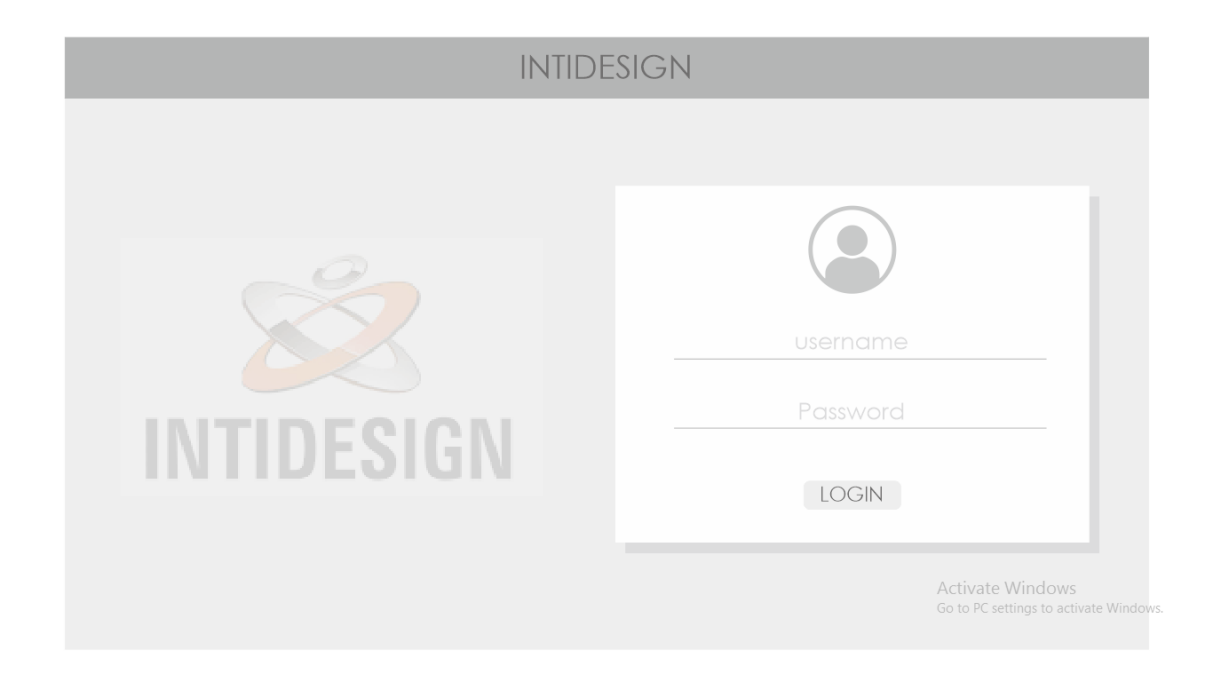 INTIDESIGN
INTIDESIGN
username
Password
LOGIN
Activate Windows
Go to PC settings to activate Windows.